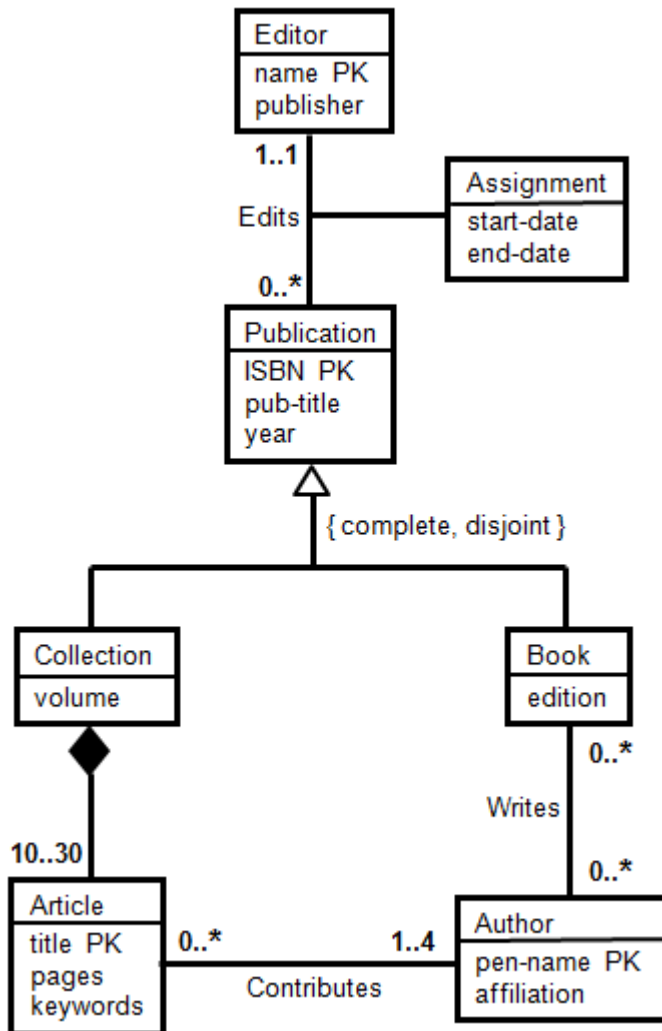 Editor
name PK
publisher
1..1
Assignment
start-date
end-date
Edits
0..*
Publication
ISBN PK
pub-title
year
{ complete, disjoint }
Collection
volume
Book
edition
0..*
Writes
10..30
0..*
Article
title PK
pages
keywords
0..*
1..4
Contributes
Author
pen-name PK
affiliation